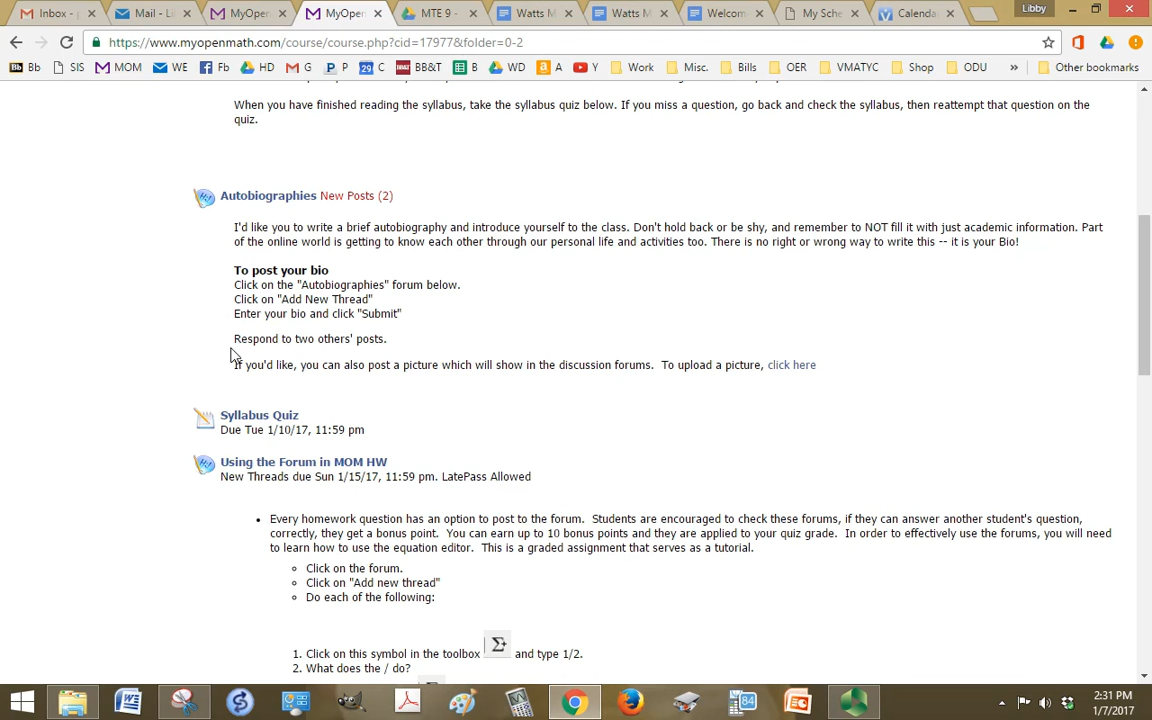 Inbox - p
Mail - Li
MyOpen
MyOpen
MTE 9 -
Watts M
Watts M
Welcom
My Sche
Calenda
Libby
https://www.myopenmath.com/course/course.php?cid=17977&folder=0-2
Bb Bb SIS MOM WE Fb HD G P C BB&T B WD A Y Work Misc. Bills OER VMATYC Shop ODU » Other bookmarks
When you have finished reading the syllabus, take the syllabus quiz below. If you miss a question, go back and check the syllabus, then reattempt that question on the
quiz.
Autobiographies New Posts (2)
I'd like you to write a brief autobiography and introduce yourself to the class. Don't hold back or be shy, and remember to NOT fill it with just academic information. Part
of the online world is getting to know each other through our personal life and activities too. There is no right or wrong way to write this -- it is your Bio!
To post your bio
Click on the "Autobiographies" forum below.
Click on "Add New Thread"
Enter your bio and click "Submit"
Respond to two others' posts.
If you'd like, you can also post a picture which will show in the discussion forums. To upload a picture, click here
Syllabus Quiz
Due Tue 1/10/17, 11:59 pm
Using the Forum in MOM HW
New Threads due Sun 1/15/17, 11:59 pm. LatePass Allowed
Every homework question has an option to post to the forum. Students are encouraged to check these forums, if they can answer another student's question,
correctly, they get a bonus point. You can earn up to 10 bonus points and they are applied to your quiz grade. In order to effectively use the forums, you will need
to learn how to use the equation editor. This is a graded assignment that serves as a tutorial.
Click on the forum.
Click on "Add new thread"
Do each of the following:
1. Click on this symbol in the toolbox Σ+ and type 1/2.
2. What does the / do?
2:31 PM
1/7/2017